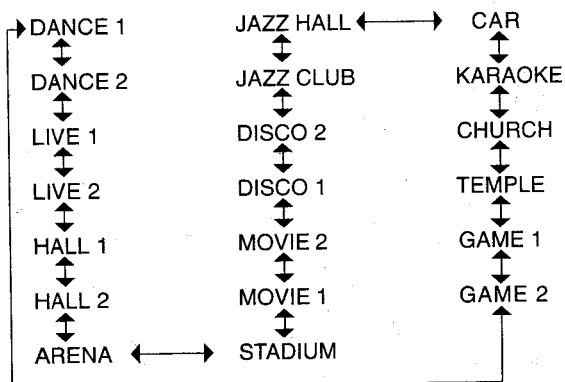 DANCE 1
DANCE 2
LIVE 1
LIVE 2
HALL 1
HALL 2
ARENA
JAZZ HALL
JAZZ CLUB
DISCO 2
DISCO 1
MOVIE 2
MOVIE 1
STADIUM
CAR
KARAOKE
CHURCH
TEMPLE
GAME 1
GAME 2